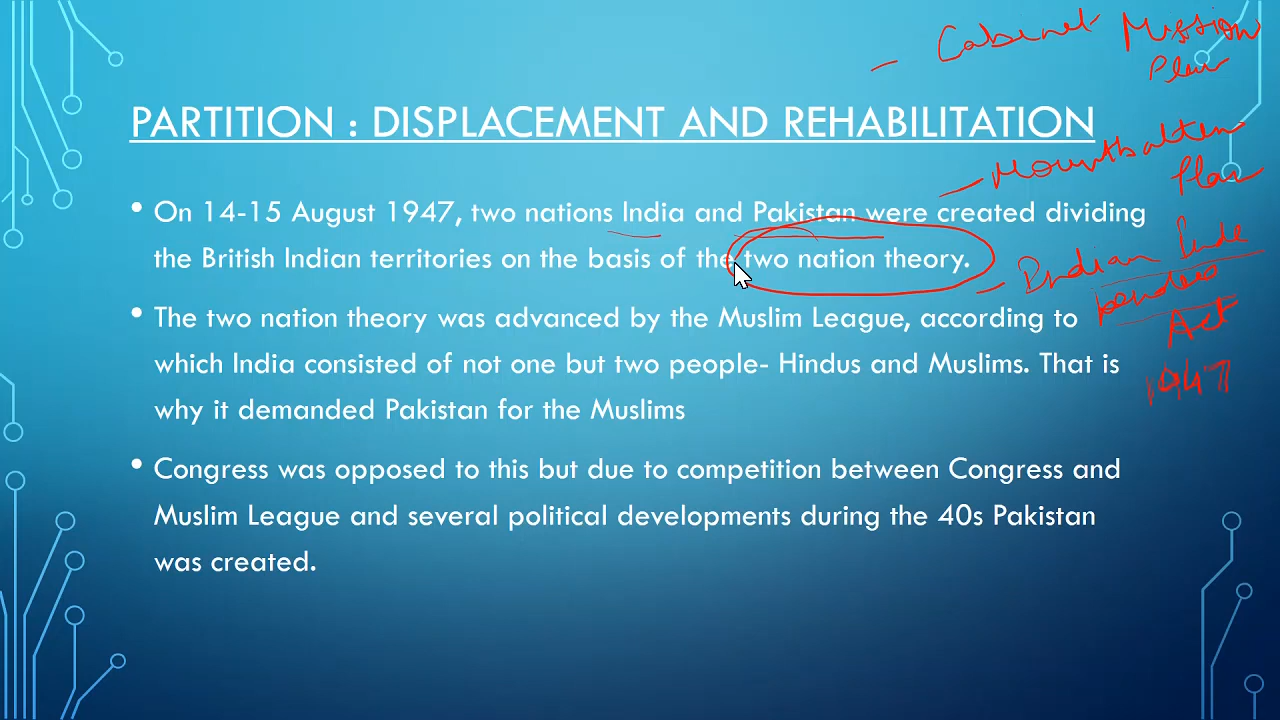 Cabenet Mission
Plan
PARTITION : DISPLACEMENT AND REHABILITATION
Mountbatten
Plan
• On 14-15 August 1947, two nations India and Pakistan were created dividing
the British Indian territories on the basis of the two nation theory.
Indian Inde
pendece
Act
1947
• The two nation theory was advanced by the Muslim League, according to
which India consisted of not one but two people- Hindus and Muslims. That is
why it demanded Pakistan for the Muslims
• Congress was opposed to this but due to competition between Congress and
Muslim League and several political developments during the 40s Pakistan
was created.